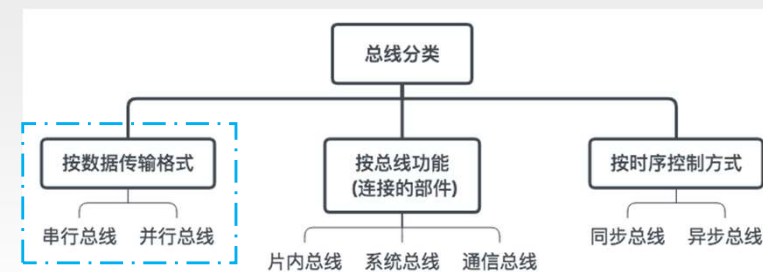 总线分类
按数据传输格式
按总线功能
(连接的部件)
按时序控制方式
串行总线 并行总线
片内总线 系统总线 通信总线
同步总线 异步总线